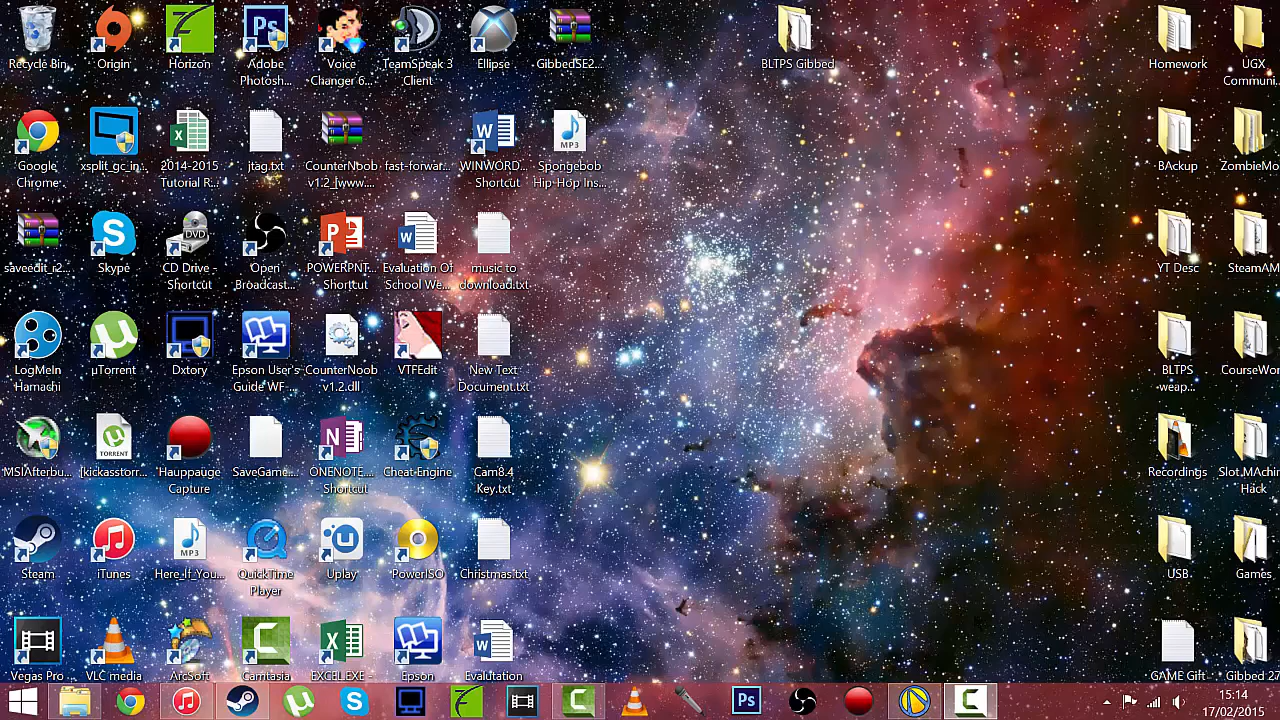 Recycle Bin
Origin
Horizon
Adobe
Photosh...
Voice
Changer 6...
TeamSpeak 3
Client
Ellipse
GibbedSE2...
BLTPS Gibbed
Homework
UGX
Communi...
Google
Chrome
xsplit_gc_in...
2014-2015
Tutorial R...
jtag.txt
CounterNoob
v1.2_[www....
fast-forwar...
WINWORD...
Shortcut
Spongebob
Hip Hop Ins...
BAckup
ZombieMo
saveedit_r2...
Skype
CD Drive -
Shortcut
Open
Broadcast...
POWERPNT...
Shortcut
Evaluation Of
School We...
music to
download.txt
YT Desc
SteamAM
LogMeIn
Hamachi
µTorrent
Dxtory
Epson User's
Guide WF...
CounterNoob
v1.2.dll
VTFEdit
New Text
Document.txt
BLTPS
weap...
CourseWor
MSIAfterbu...
[kickasstorr...
Hauppauge
Capture
SaveGame....
ONENOTE....
Shortcut
Cheat Engine
Cam8.4
Key.txt
Recordings
Slot MAchin
Hack
Steam
iTunes
Here_If_You...
QuickTime
Player
Uplay
PowerISO
Christmas.txt
USB
Games
Vegas Pro
VLC media
ArcSoft
Camtasia
EXCEL.EXE -
Epson
Evalutation
GAME Gift
Gibbed 27
15:14
17/02/2015